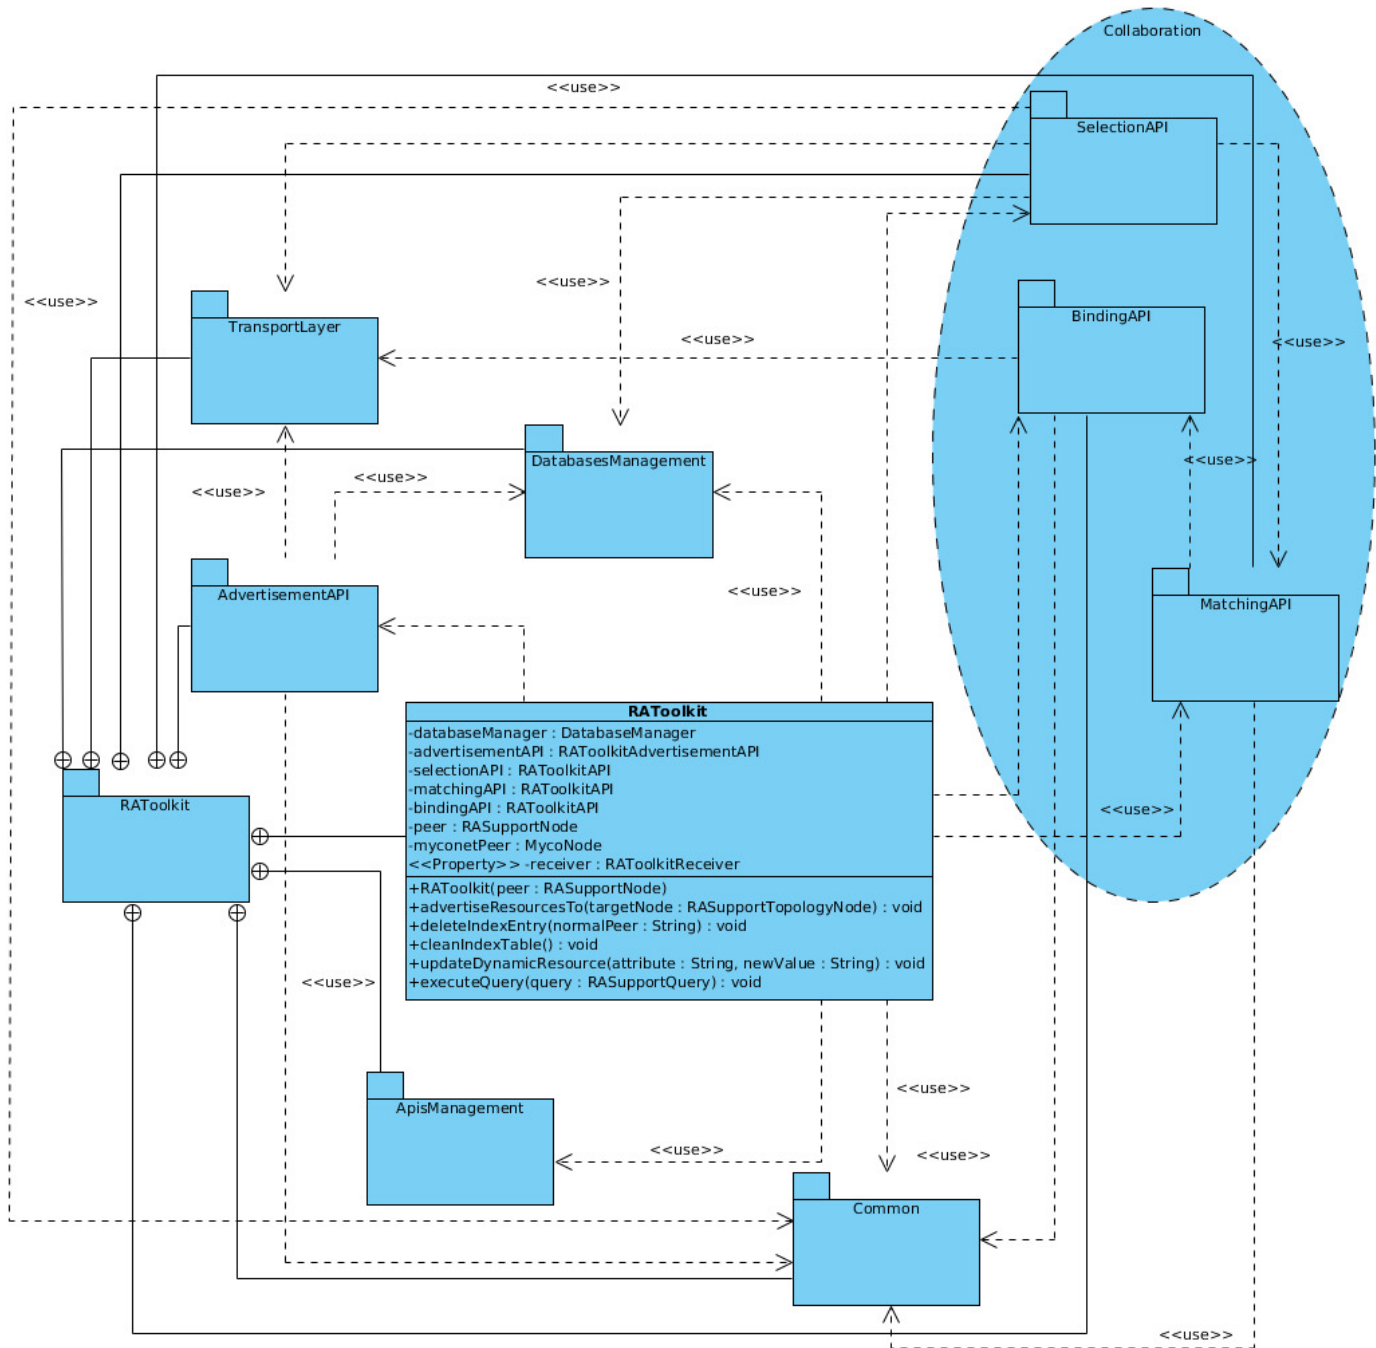 Collaboration
<<use>>
SelectionAPI
<<use>>
<<use>>
BindingAPI
TransportLayer
<<use>>
<<use>>
DatabasesManagement
<<use>>
<<use>>
<<use>>
<<use>>
AdvertisementAPI
MatchingAPI
RAToolkit
-databaseManager : DatabaseManager
-advertisementAPI : RAToolkitAdvertisementAPI
-selectionAPI : RAToolkitAPI
-matchingAPI : RAToolkitAPI
-bindingAPI : RAToolkitAPI
-peer : RASupportNode
-myconetPeer : MycoNode
<<Property>> -receiver : RAToolkitReceiver
+RAToolkit(peer : RASupportNode)
+advertiseResourcesTo(targetNode : RASupportTopologyNode) : void
+deleteIndexEntry(normalPeer : String) : void
+cleanIndexTable() : void
+updateDynamicResource(attribute : String, newValue : String) : void
+executeQuery(query : RASupportQuery) : void
RAToolkit
<<use>>
<<use>>
<<use>>
ApisManagement
<<use>>
<<use>>
Common
<<use>>